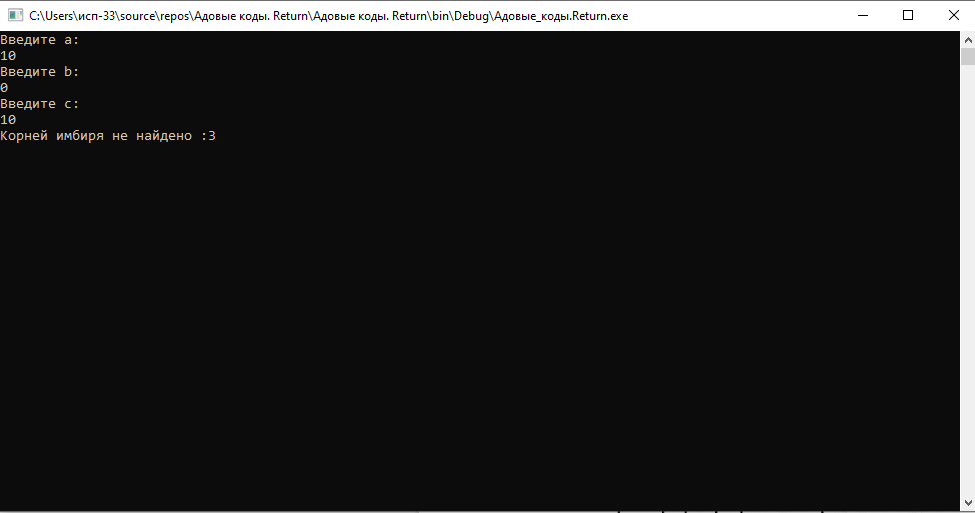 C:\Users\исп-33\source\repos\Адовые коды. Return\Адовые коды. Return\bin\Debug\Адовые_коды.Return.exe
Введите a:
10
Введите b:
0
Введите c:
10
Корней имбиря не найдено :3